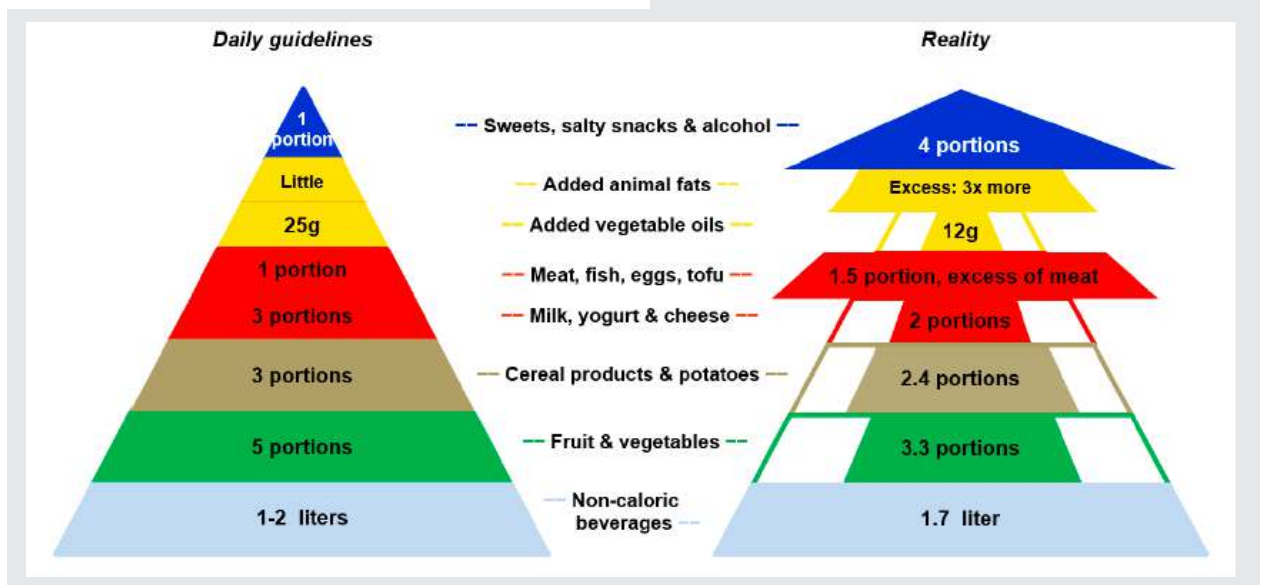 Daily guidelines
Reality
1
portion
Sweets, salty snacks & alcohol
4 portions
Little
Added animal fats
Excess: 3x more
25g
Added vegetable oils
12g
1 portion
Meat, fish, eggs, tofu
1.5 portion, excess of meat
3 portions
Milk, yogurt & cheese
2 portions
3 portions
Cereal products & potatoes
2.4 portions
5 portions
Fruit & vegetables
3.3 portions
1-2 liters
Non-caloric
beverages
1.7 liter